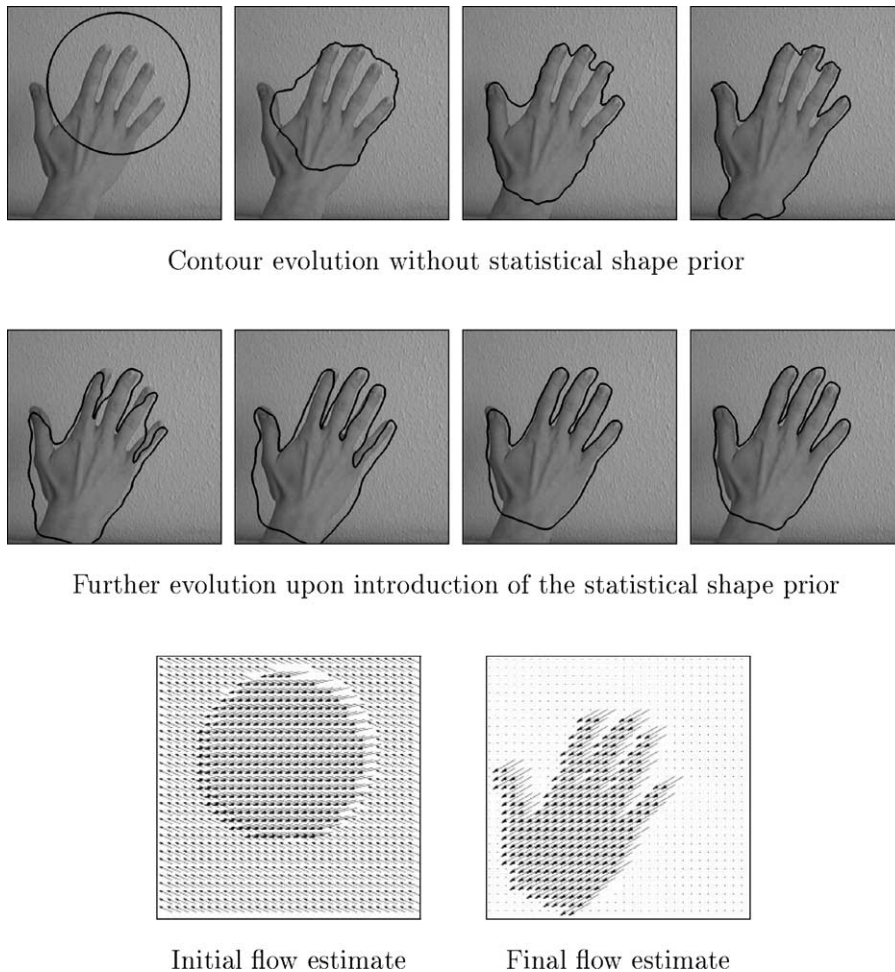 Contour evolution without statistical shape prior
Further evolution upon introduction of the statistical shape prior
Initial flow estimate
Final flow estimate